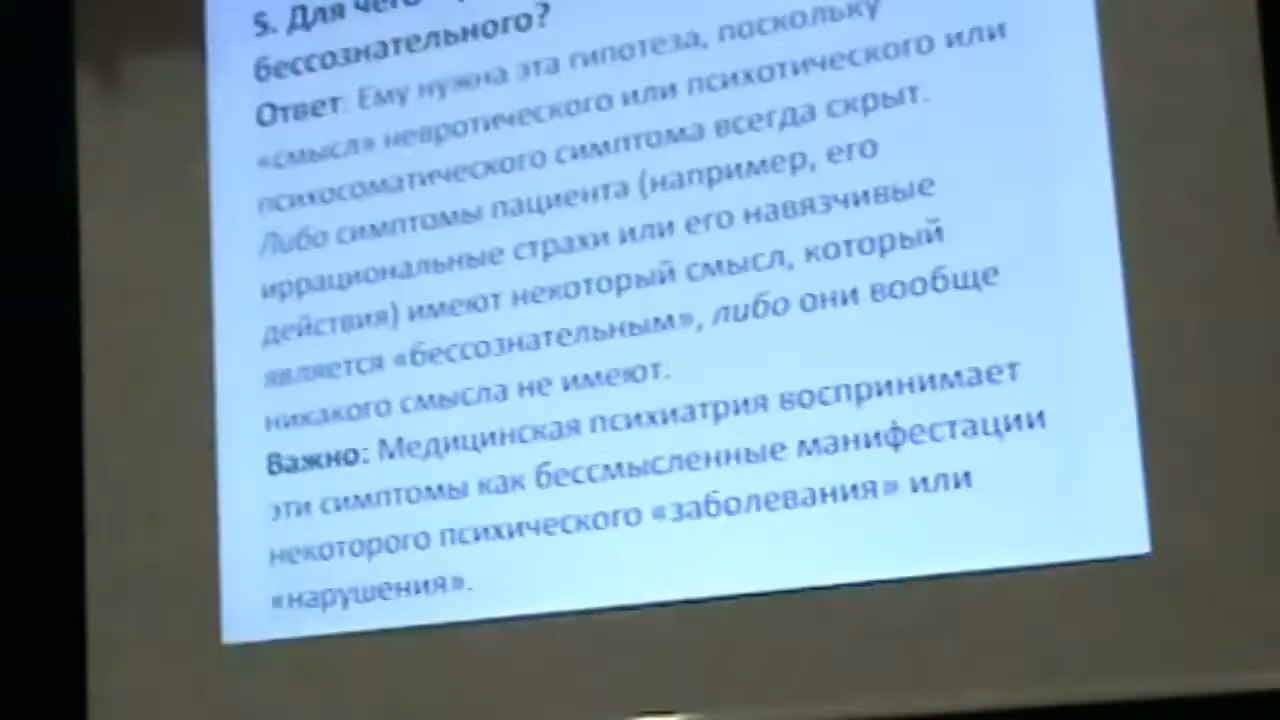 5. Для чего
бессознательного?
Ответ: Ему нужна эта гипотеза, поскольку
«смысл» невротического или психотического или
психосоматического симптома всегда скрыт.
Либо симптомы пациента (например, его
иррациональные страхи или его навязчивые
действия) имеют некоторый смысл, который
является «бессознательным», либо они вообще
никакого смысла не имеют.
Важно: Медицинская психиатрия воспринимает
эти симптомы как бессмысленные манифестации
некоторого психического «заболевания» или
«нарушения».